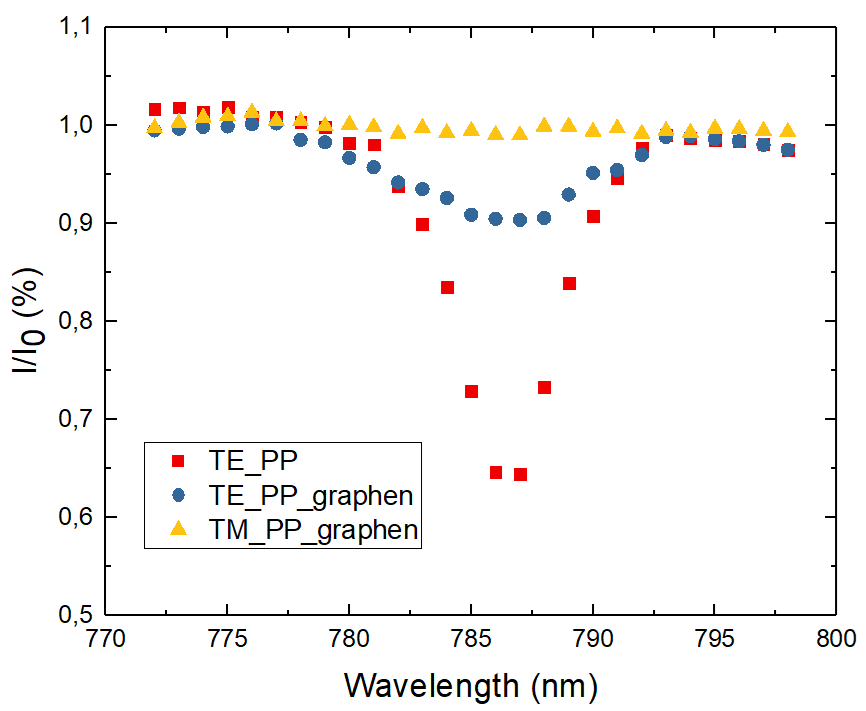 1,1
1,0
0,9
0,8
0,7
0,6
0,5
I/I0 (%)
TE_PP
TE_PP_graphen
TM_PP_graphen
770 775 780 785 790 795 800
Wavelength (nm)